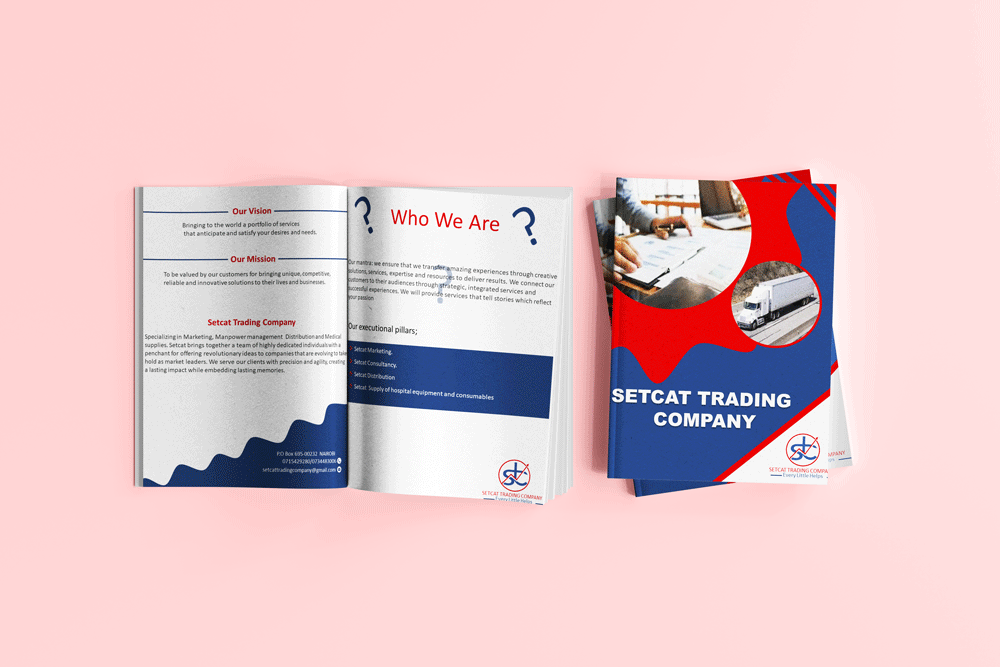 Our Vision
Bringing to the world a portfolio of services
that anticipate and satisfy your desires and needs.
Our Mission
To be valued by our customers for bringing unique, competitive,
reliable and innovative solutions to their lives and businesses.
Setcat Trading Company
Specializing in Marketing, Manpower management Distribution and Medical
supplies. Setcat brings together a team of highly dedicated individuals with a
penchant for offering revolutionary ideas to companies that are evolving to take
hold as market leaders. We serve our clients with precision and agility, creating
a lasting impact while embedding lasting memories.
P.O Box 695-00232 NAIROBI
0715429280/0734483006
setcattradingcompany@gmail.com
? Who We Are ?
Our mantra: we ensure that we transfer amazing experiences through creative
solutions, services, expertise and resources to deliver results. We connect our
customers to their audiences through strategic, integrated services and
successful experiences. We will provide services that tell stories which reflect
your passion
?
Our executional pillars;
Setcat Marketing.
Setcat Consultancy.
Setcat Distribution
Setcat Supply of hospital equipment and consumables
stc
SETCAT TRADING COMPANY
Every Little Helps
SETCAT TRADING
COMPANY
stc
SETCAT TRADING COMPA
Every Little Helps
MPANY